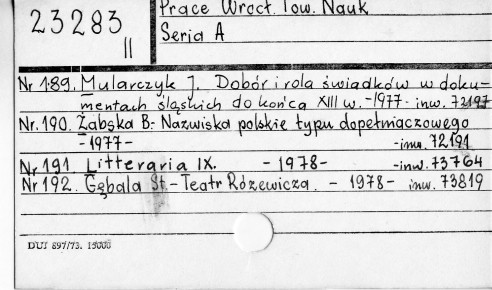 23283
II
Prace Wrocł. Tow. Nauk
Seria A
Nr 189. Mularczyk J. Dobór i rola świadków w doku-
mentach śląskich do końca XIII w. -1977- inw. 72197
Nr. 190. Zabska B. - Nazwiska polskie typu dopełniaczowego
-1977- -inw. 72191
Nr 191. Litteraria IX. - 1978- -inw. 73764
Nr 192. Gębala St. - Teatr Różewicza. - 1978- inw. 73819
DUJ 897/73. 15000